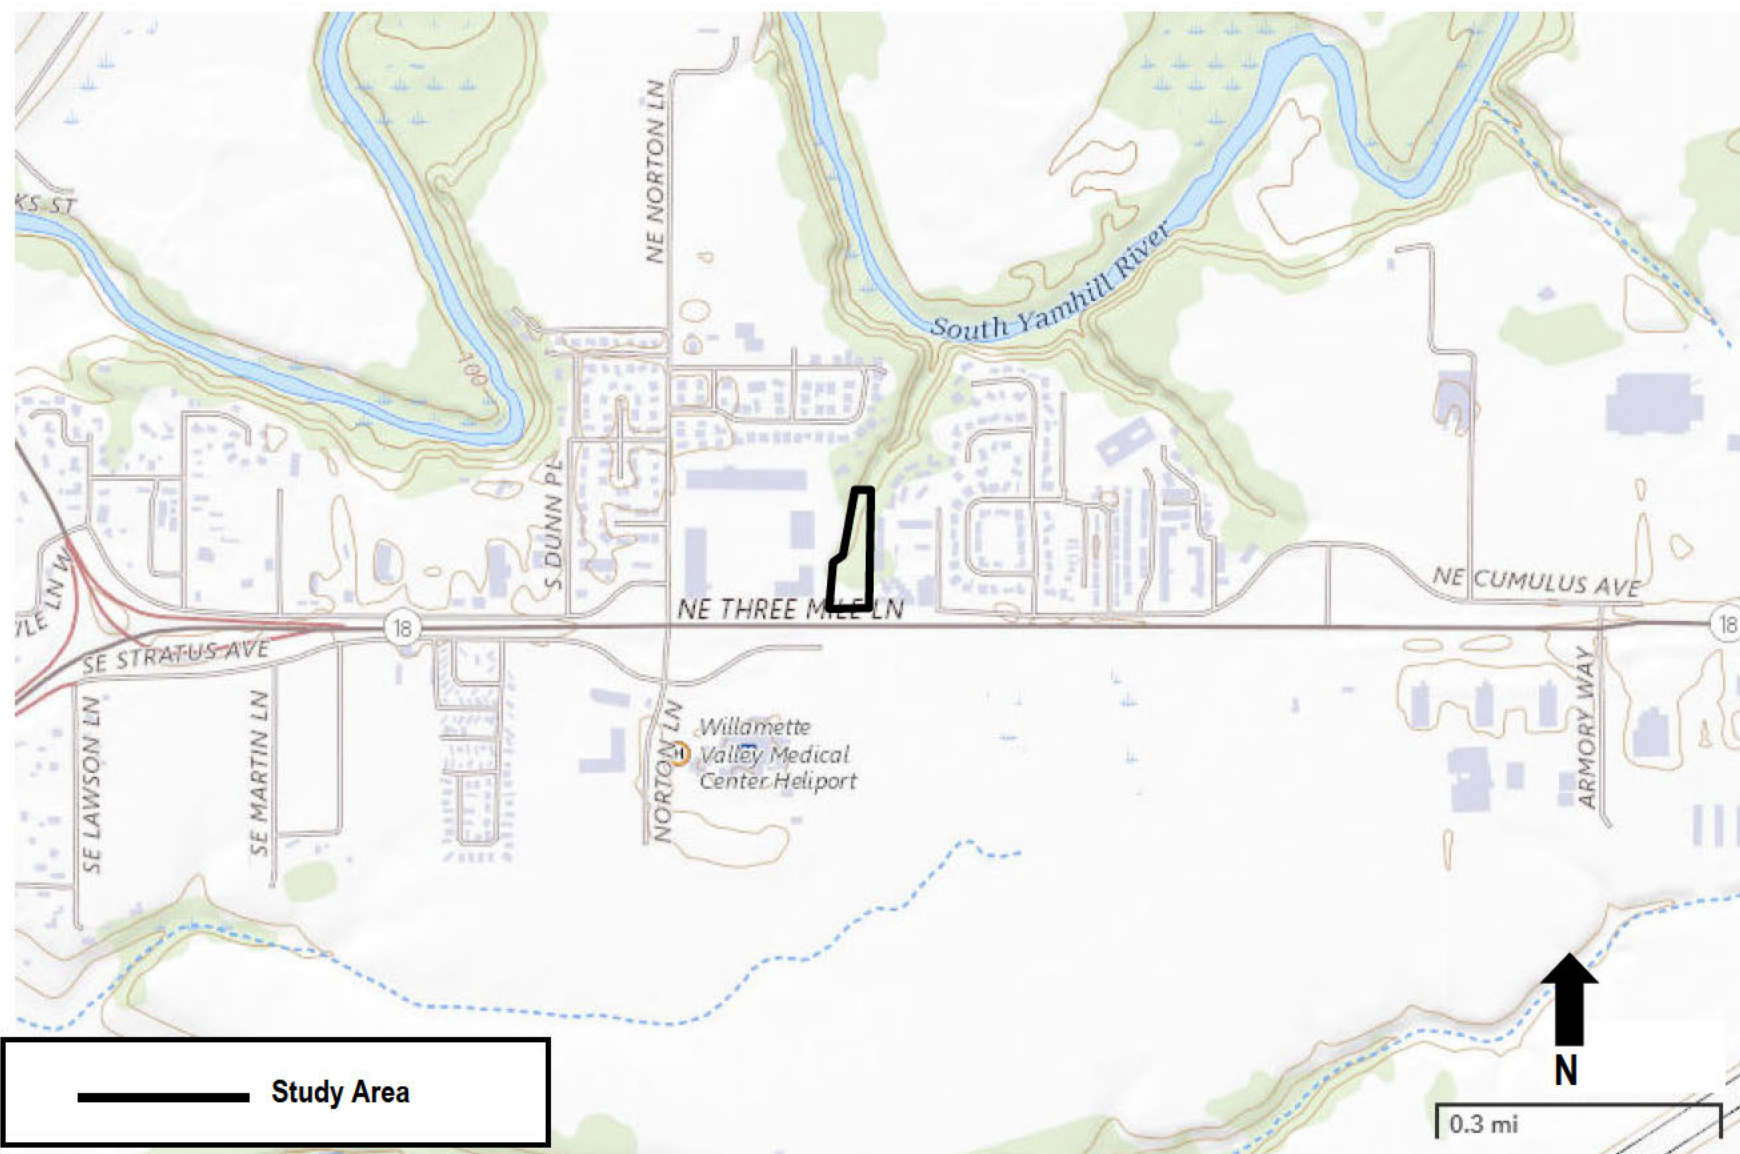 NE NORTON LN
KS ST
South Yamhill River
100
S DUNN PL
NE CUMULUS AVE
YLE LN W
NE THREE MILE LN
18
18
SE STRATUS AVE
SE LAWSON LN
SE MARTIN LN
NORTON LN
H
Willamette
Valley Medical
Center Heliport
ARMORY WAY
N
Study Area
0.3 mi